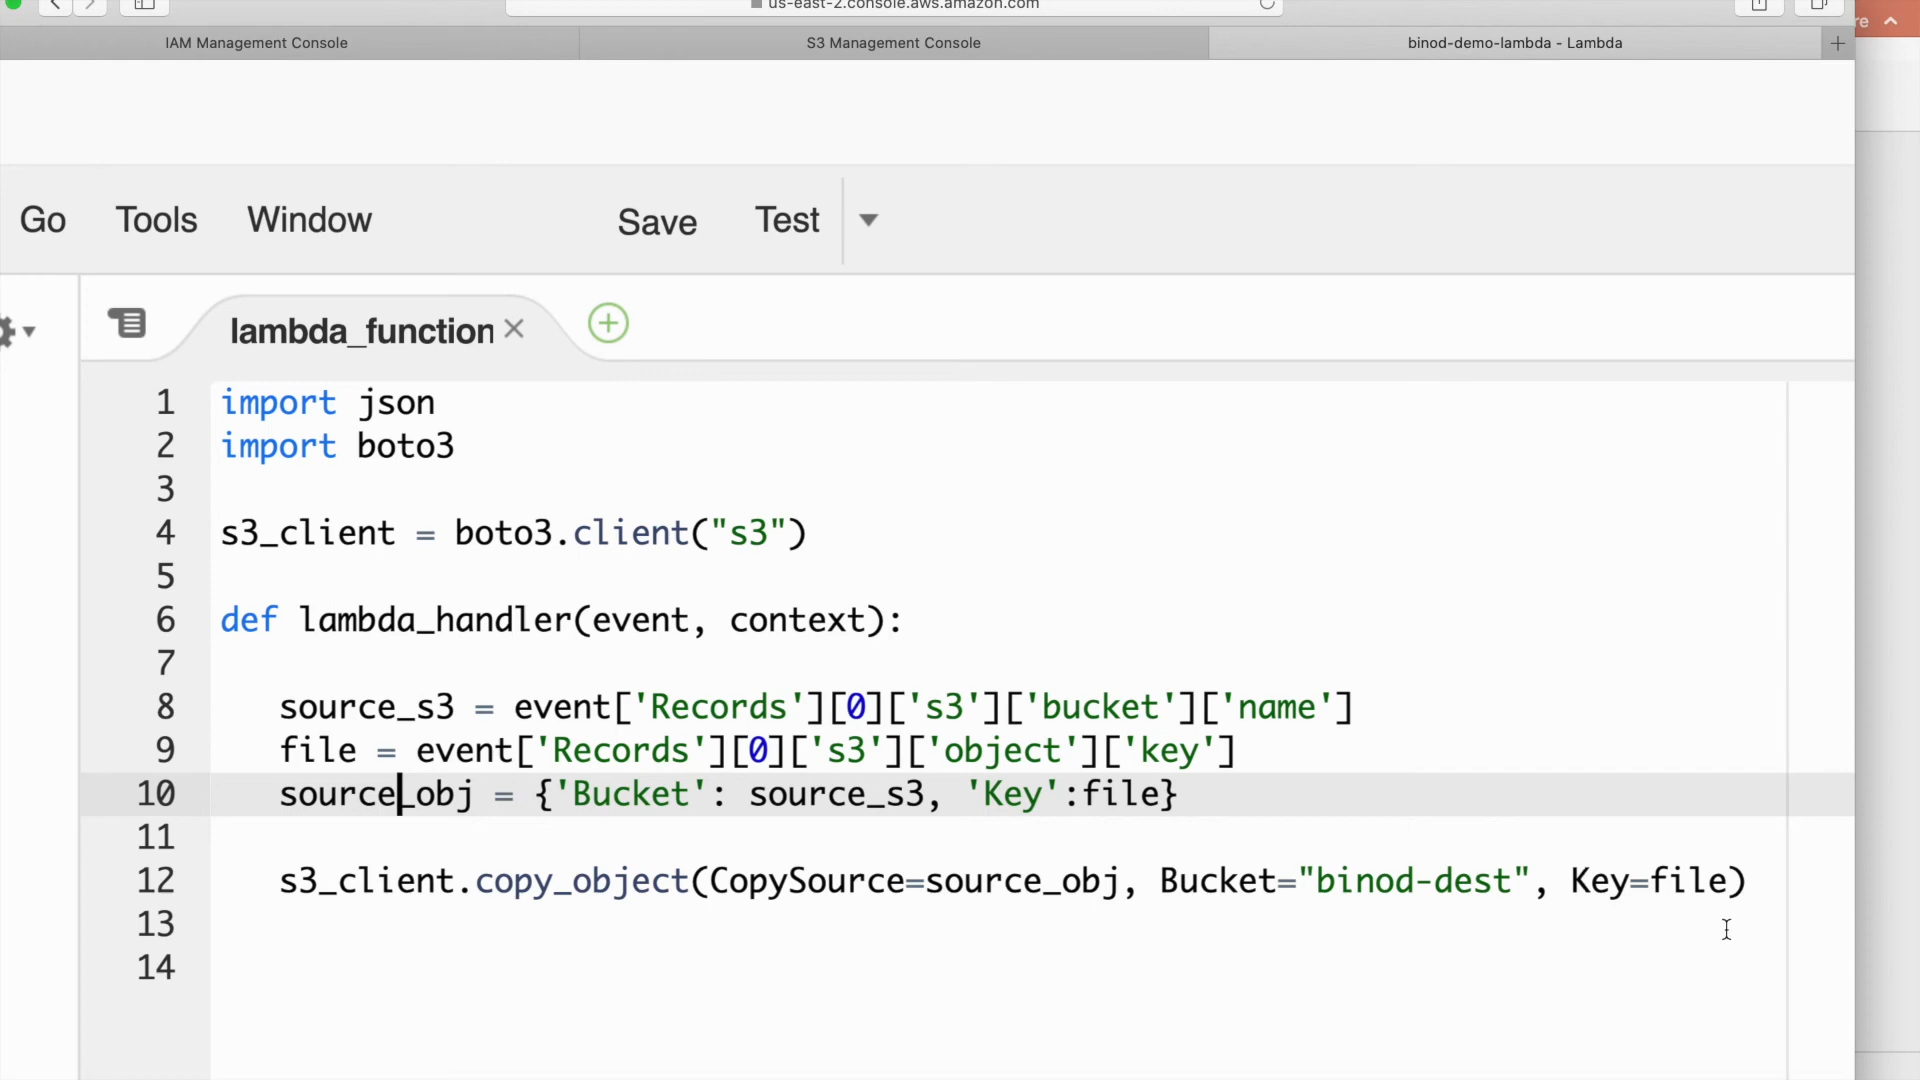 us-east-2.console.aws.amazon.com
re
IAM Management Console
S3 Management Console
binod-demo-lambda - Lambda
Go Tools Window Save Test
lambda_function
1 import json
2 import boto3
3
4 s3_client = boto3.client("s3")
5
6 def lambda_handler(event, context):
7
8 source_s3 = event['Records'][0]['s3']['bucket']['name']
9 file = event['Records'][0]['s3']['object']['key']
10 source_obj = {'Bucket': source_s3, 'Key':file}
11
12 s3_client.copy_object(CopySource=source_obj, Bucket="binod-dest", Key=file)
13
14